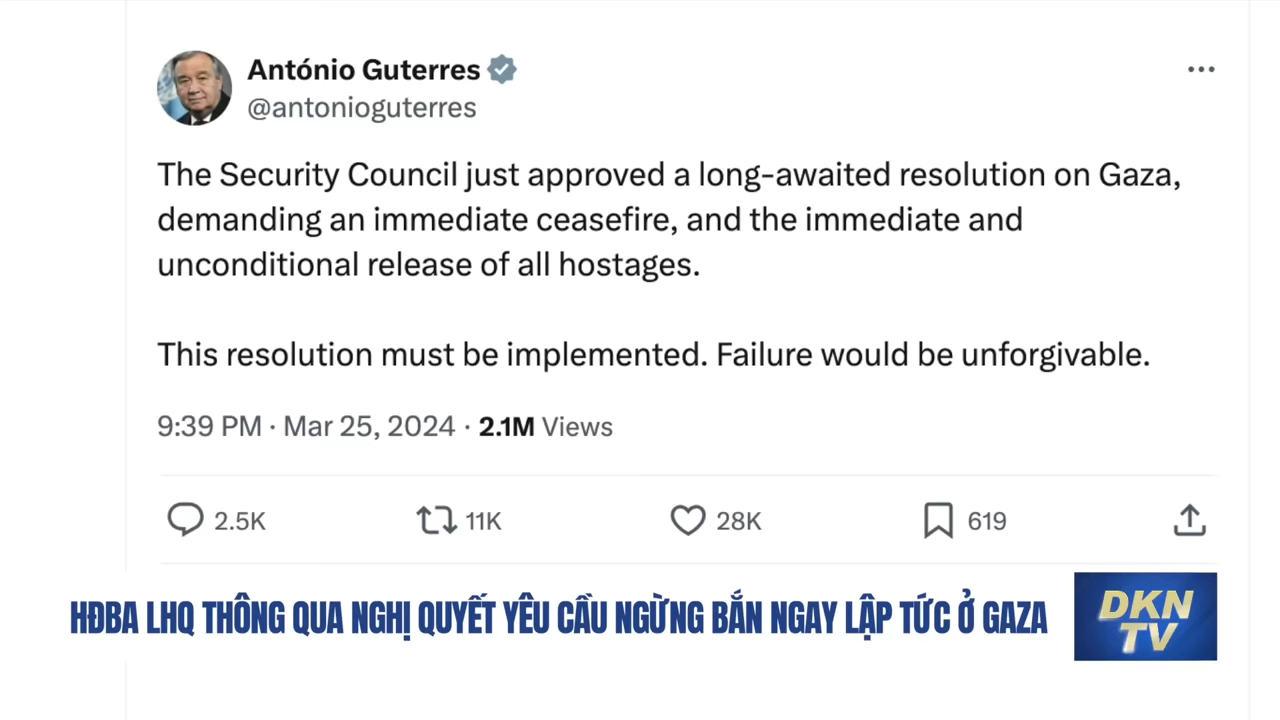 António Guterres
@antonioguterres
The Security Council just approved a long-awaited resolution on Gaza,
demanding an immediate ceasefire, and the immediate and
unconditional release of all hostages.
This resolution must be implemented. Failure would be unforgivable.
9:39 PM · Mar 25, 2024 · 2.1M Views
2.5K 11K 28K 619
HĐBA LHQ THÔNG QUA NGHỊ QUYẾT YÊU CẦU NGỪNG BẮN NGAY LẬP TỨC Ở GAZA
DKN
TV